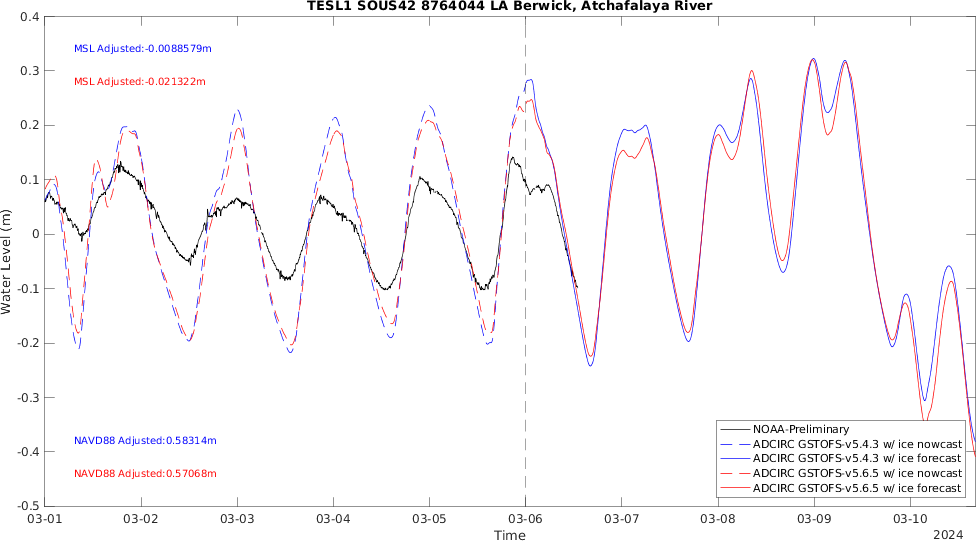 TESL1 SOUS42 8764044 LA Berwick, Atchafalaya River
0.4
0.3
0.2
0.1
0
-0.1
-0.2
-0.3
-0.4
-0.5
Water Level (m)
MSL Adjusted:-0.0088579m
MSL Adjusted:-0.021322m
NAVD88 Adjusted:0.58314m
NAVD88 Adjusted:0.57068m
NOAA-Preliminary
ADCIRC GSTOFS-v5.4.3 w/ ice nowcast
ADCIRC GSTOFS-v5.4.3 w/ ice forecast
ADCIRC GSTOFS-v5.6.5 w/ ice nowcast
ADCIRC GSTOFS-v5.6.5 w/ ice forecast
03-01 03-02 03-03 03-04 03-05 03-06 03-07 03-08 03-09 03-10
Time
2024